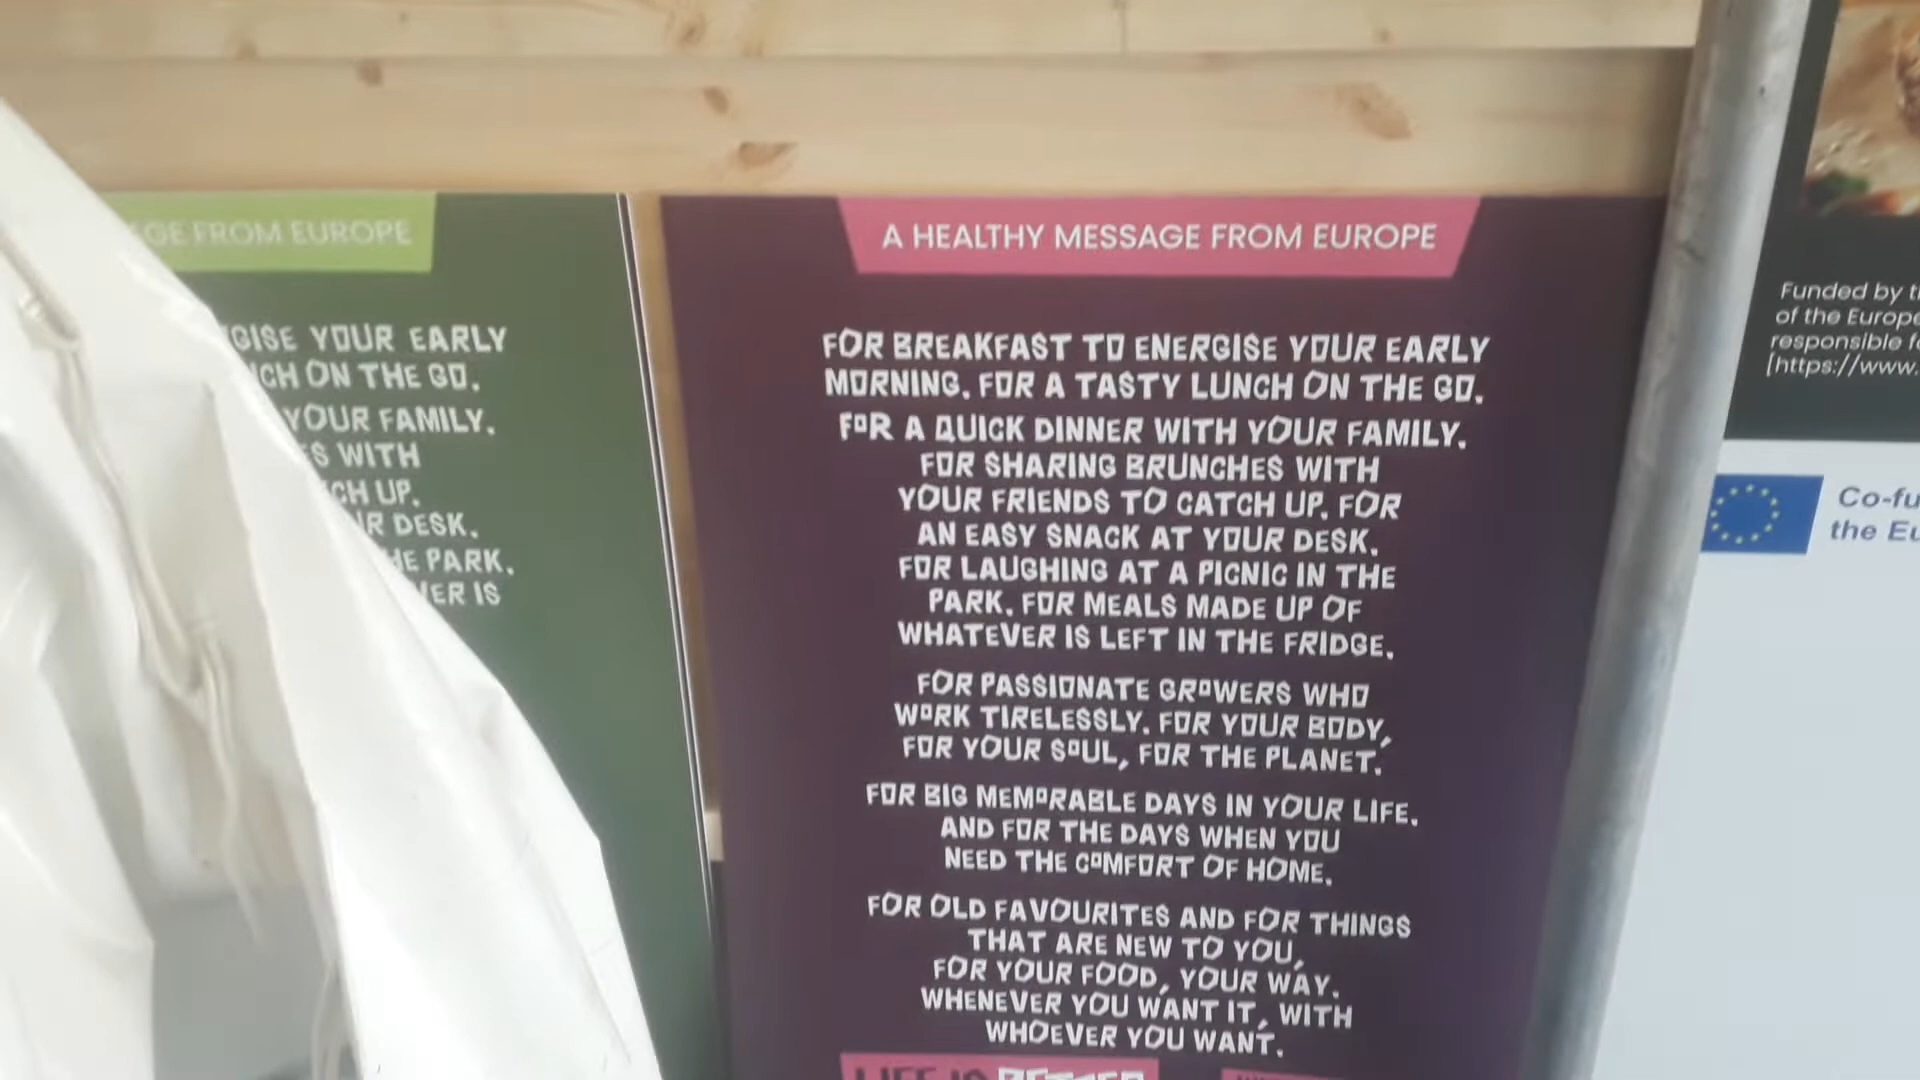 GE FROM EUROPE
GISE YOUR EARLY
CH ON THE GO.
YOUR FAMILY.
S WITH
CH UP.
R DESK.
HE PARK.
VER IS
A HEALTHY MESSAGE FROM EUROPE
FOR BREAKFAST TO ENERGISE YOUR EARLY
MORNING. FOR A TASTY LUNCH ON THE GO.
FOR A QUICK DINNER WITH YOUR FAMILY.
FOR SHARING BRUNCHES WITH
YOUR FRIENDS TO CATCH UP. FOR
AN EASY SNACK AT YOUR DESK.
FOR LAUGHING AT A PICNIC IN THE
PARK. FOR MEALS MADE UP OF
WHATEVER IS LEFT IN THE FRIDGE.
FOR PASSIONATE GROWERS WHO
WORK TIRELESSLY. FOR YOUR BODY,
FOR YOUR SOUL, FOR THE PLANET.
FOR BIG MEMORABLE DAYS IN YOUR LIFE.
AND FOR THE DAYS WHEN YOU
NEED THE COMFORT OF HOME.
FOR OLD FAVOURITES AND FOR THINGS
THAT ARE NEW TO YOU,
FOR YOUR FOOD, YOUR WAY.
WHENEVER YOU WANT IT, WITH
WHOEVER YOU WANT.
LIFE IS BETTER
Funded by t
of the Europe
responsible f
[https://www.
Co-fu
the Eu